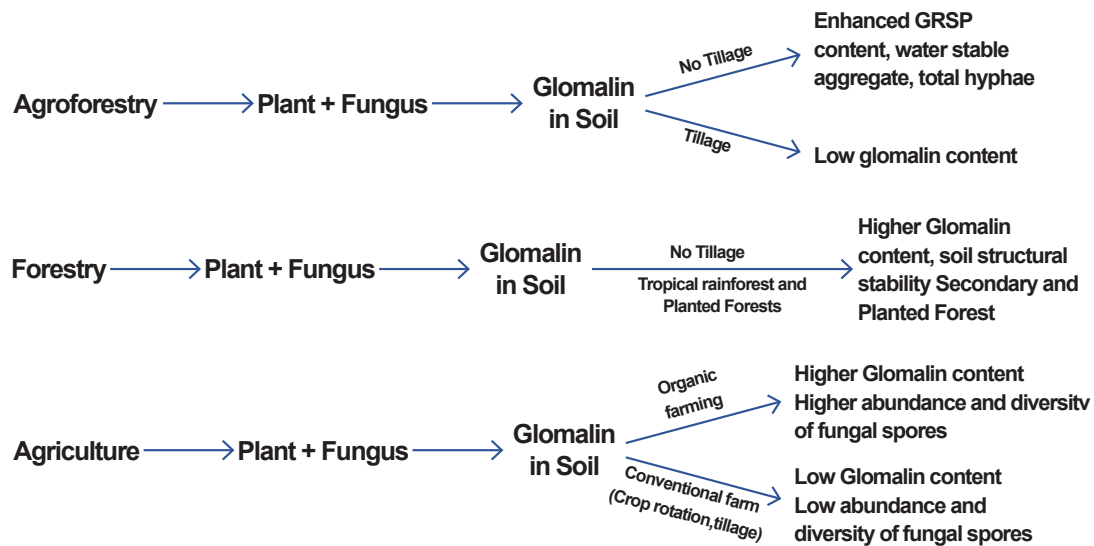 Agroforestry
Plant + Fungus
Glomalin
in Soil
No Tillage
Enhanced GRSP
content, water stable
aggregate, total hyphae
Tillage
Low glomalin content
Forestry
Plant + Fungus
Glomalin
in Soil
No Tillage
Tropical rainforest and
Planted Forests
Higher Glomalin
content, soil structural
stability Secondary and
Planted Forest
Agriculture
Plant + Fungus
Glomalin
in Soil
Organic
farming
Higher Glomalin content
Higher abundance and diversity
of fungal spores
Conventional farm
(Crop rotation,tillage)
Low Glomalin content
Low abundance and
diversity of fungal spores